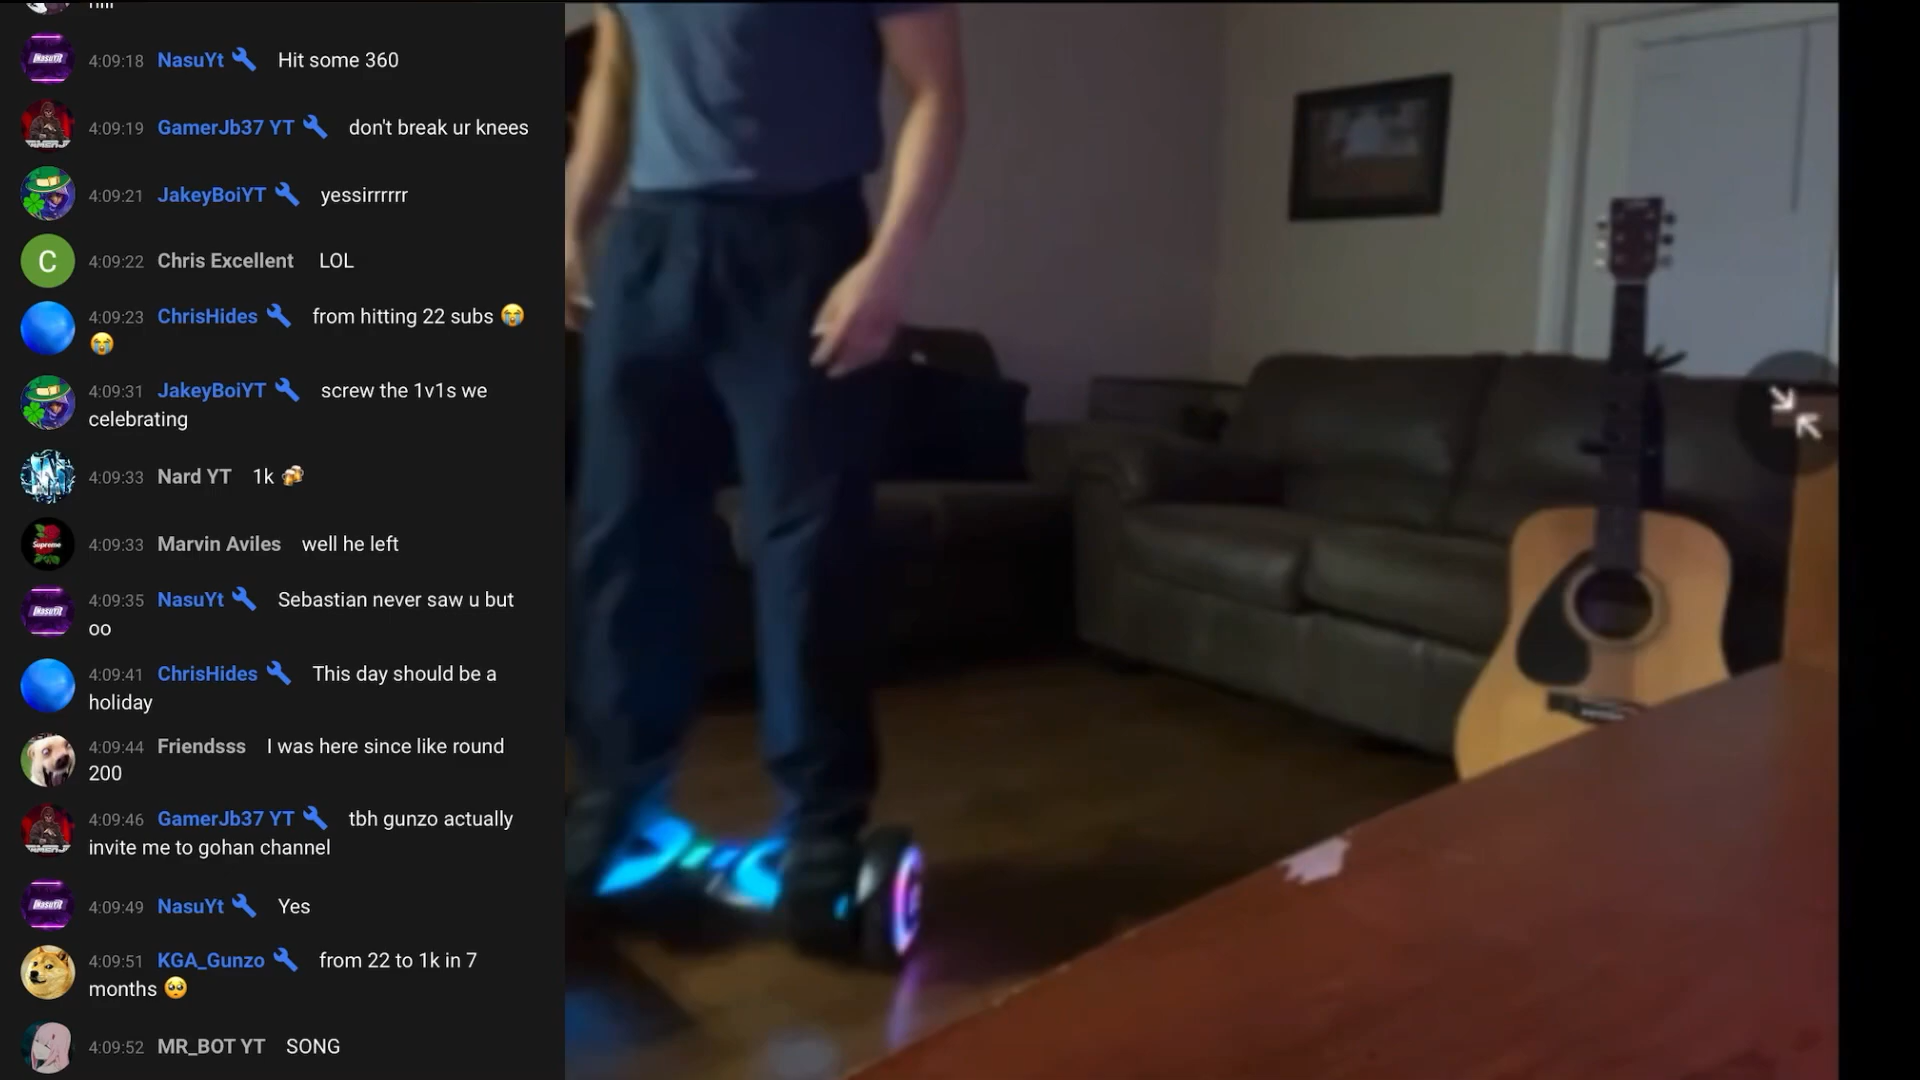 4:09:18 NasuYt Hit some 360
4:09:19 GamerJb37 YT don't break ur knees
4:09:21 JakeyBoiYT yessirrrrrr
C 4:09:22 Chris Excellent LOL
4:09:23 ChrisHides from hitting 22 subs 😭
😭
4:09:31 JakeyBoiYT screw the 1v1s we
celebrating
4:09:33 Nard YT 1k 🍻
Supreme 4:09:33 Marvin Aviles well he left
4:09:35 NasuYt Sebastian never saw u but
oo
4:09:41 ChrisHides This day should be a
holiday
4:09:44 Friendsss I was here since like round
200
4:09:46 GamerJb37 YT tbh gunzo actually
invite me to gohan channel
4:09:49 NasuYt Yes
4:09:51 KGA_Gunzo from 22 to 1k in 7
months 🥺
4:09:52 MR_BOT YT SONG